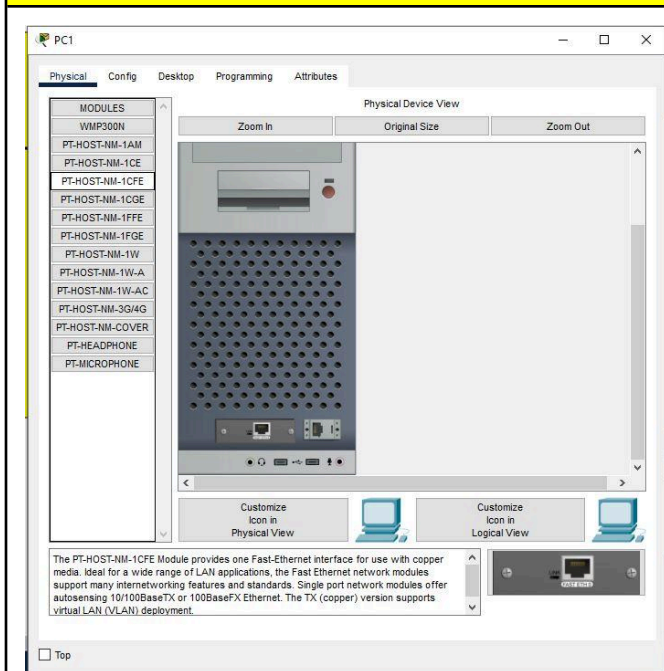 PC1
Physical Config Desktop Programming Attributes
MODULES
WMP300N
PT-HOST-NM-1AM
PT-HOST-NM-1CE
PT-HOST-NM-1CFE
PT-HOST-NM-1CGE
PT-HOST-NM-1FFE
PT-HOST-NM-1FGE
PT-HOST-NM-1W
PT-HOST-NM-1W-A
PT-HOST-NM-1W-AC
PT-HOST-NM-3G/4G
PT-HOST-NM-COVER
PT-HEADPHONE
PT-MICROPHONE
Physical Device View
Zoom In Original Size Zoom Out
Customize
Icon in
Physical View
Customize
Icon in
Logical View
The PT-HOST-NM-1CFE Module provides one Fast-Ethernet interface for use with copper
media. Ideal for a wide range of LAN applications, the Fast Ethernet network modules
support many internetworking features and standards. Single port network modules offer
autosensing 10/100BaseTX or 100BaseFX Ethernet. The TX (copper) version supports
virtual LAN (VLAN) deployment.
Top